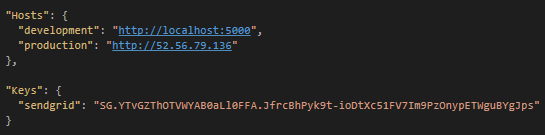 "Hosts": {
"development": "http://localhost:5000",
"production": "http://52.56.79.136"
},
"Keys": {
"sendgrid": "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"
}